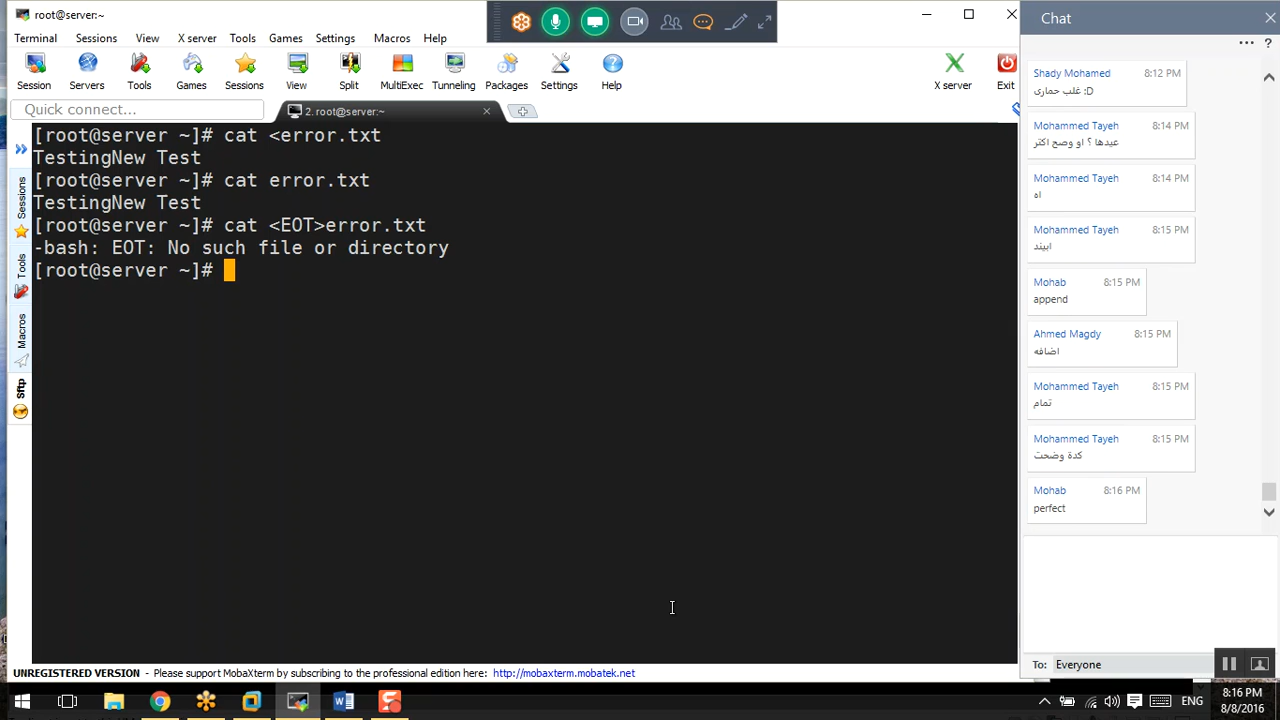 2. root@server:~
Terminal Sessions View X server Tools Games Settings Macros Help
Session Servers Tools Games Sessions View Split MultiExec Tunneling Packages Settings Help X server Exit
Quick connect...
2. root@server:~
Sessions
Tools
Macros
Sftp
[root@server ~]# cat <error.txt
TestingNew Test
[root@server ~]# cat error.txt
TestingNew Test
[root@server ~]# cat <EOT>error.txt
-bash: EOT: No such file or directory
[root@server ~]#
UNREGISTERED VERSION - Please support MobaXterm by subscribing to the professional edition here: http://mobaxterm.mobatek.net
Chat
Shady Mohamed 8:12 PM
غلب حماری :D
Mohammed Tayeh 8:14 PM
عيدها ؟ او وضح اكثر
Mohammed Tayeh 8:14 PM
اه
Mohammed Tayeh 8:15 PM
ابيند
Mohab 8:15 PM
append
Ahmed Magdy 8:15 PM
اضافه
Mohammed Tayeh 8:15 PM
تمام
Mohammed Tayeh 8:15 PM
كدة وضحت
Mohab 8:16 PM
perfect
To: Everyone
ENG
8:16 PM
8/8/2016